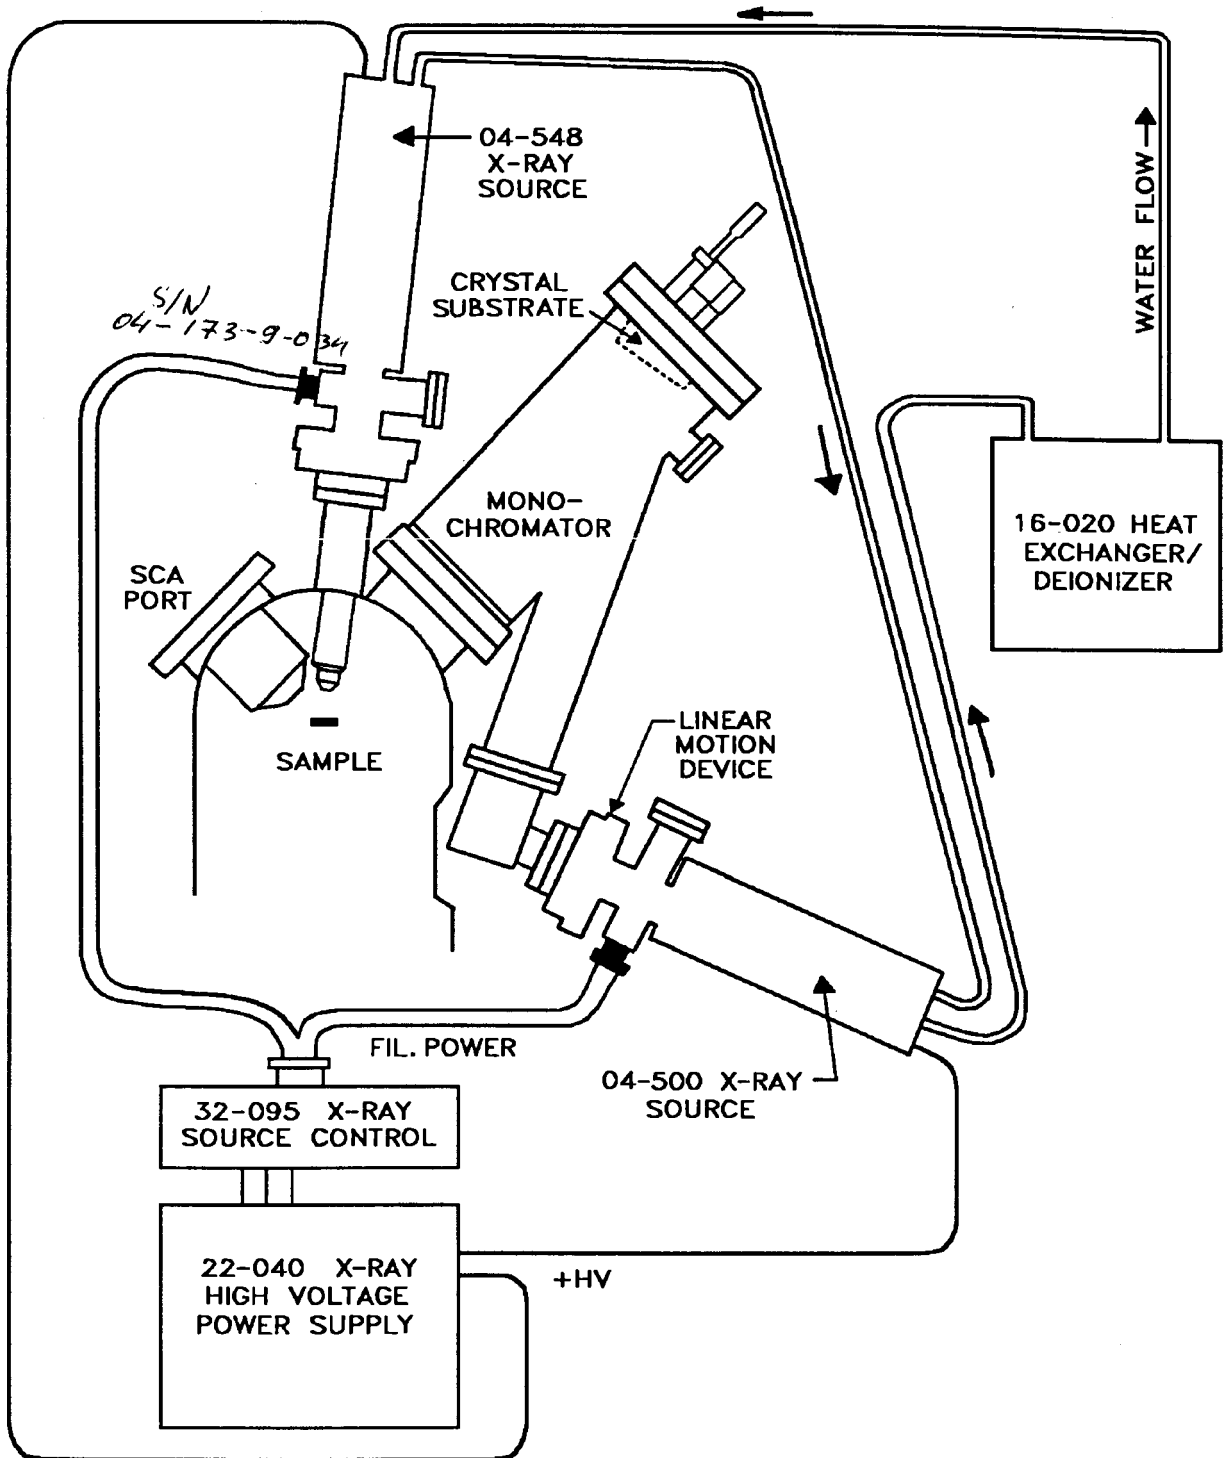 04-548
X-RAY
SOURCE
WATER FLOW
CRYSTAL
SUBSTRATE
S/N
04-173-9-034
MONO-
CHROMATOR
16-020 HEAT
EXCHANGER/
DEIONIZER
SCA
PORT
LINEAR
MOTION
DEVICE
SAMPLE
FIL. POWER
04-500 X-RAY
SOURCE
32-095 X-RAY
SOURCE CONTROL
22-040 X-RAY
HIGH VOLTAGE
POWER SUPPLY
+HV